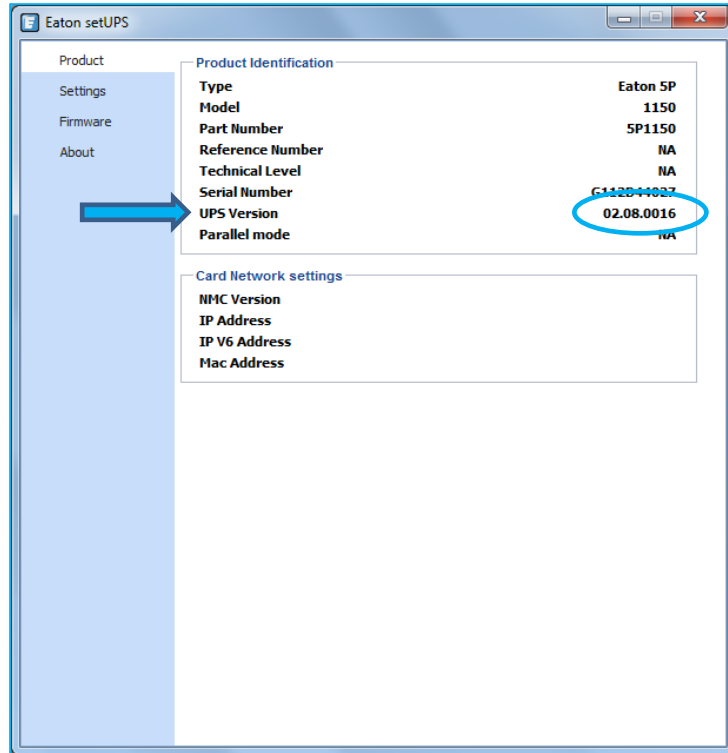 Eaton setUPS
Product
Settings
Firmware
About
Product Identification
Type Eaton 5P
Model 1150
Part Number 5P1150
Reference Number NA
Technical Level NA
Serial Number
UPS Version 02.08.0016
Parallel mode NA
Card Network settings
NMC Version
IP Address
IP V6 Address
Mac Address